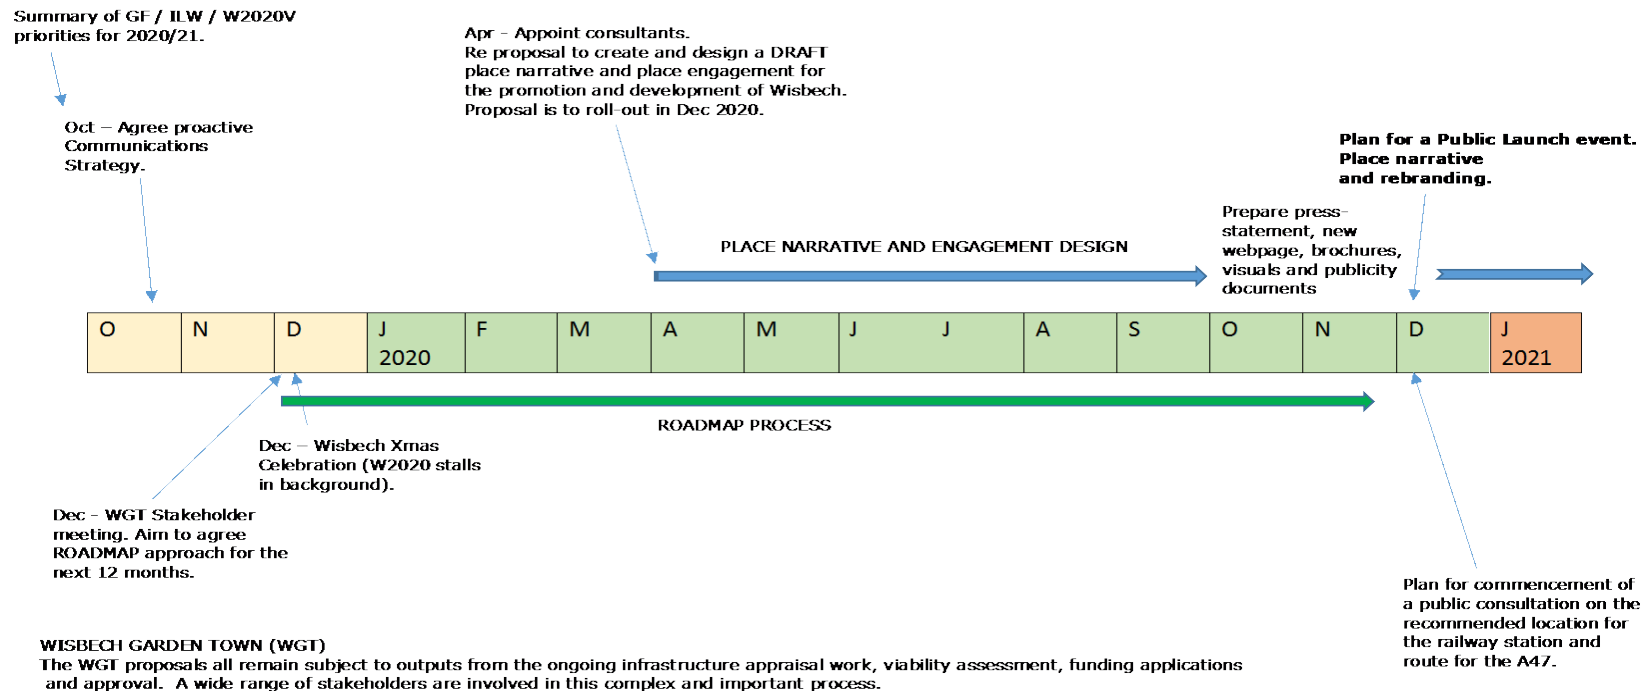 Summary of GF / ILW / W2020V
priorities for 2020/21.
Oct – Agree proactive
Communications
Strategy.
Apr - Appoint consultants.
Re proposal to create and design a DRAFT
place narrative and place engagement for
the promotion and development of Wisbech.
Proposal is to roll-out in Dec 2020.
Plan for a Public Launch event.
Place narrative
and rebranding.
Prepare press-
statement, new
webpage, brochures,
visuals and publicity
documents
PLACE NARRATIVE AND ENGAGEMENT DESIGN
O N D J F M A M J J A S O N D J
2020 2021
ROADMAP PROCESS
Dec – Wisbech Xmas
Celebration (W2020 stalls
in background).
Dec - WGT Stakeholder
meeting. Aim to agree
ROADMAP approach for the
next 12 months.
Plan for commencement of
a public consultation on the
recommended location for
the railway station and
route for the A47.
WISBECH GARDEN TOWN (WGT)
The WGT proposals all remain subject to outputs from the ongoing infrastructure appraisal work, viability assessment, funding applications
and approval. A wide range of stakeholders are involved in this complex and important process.